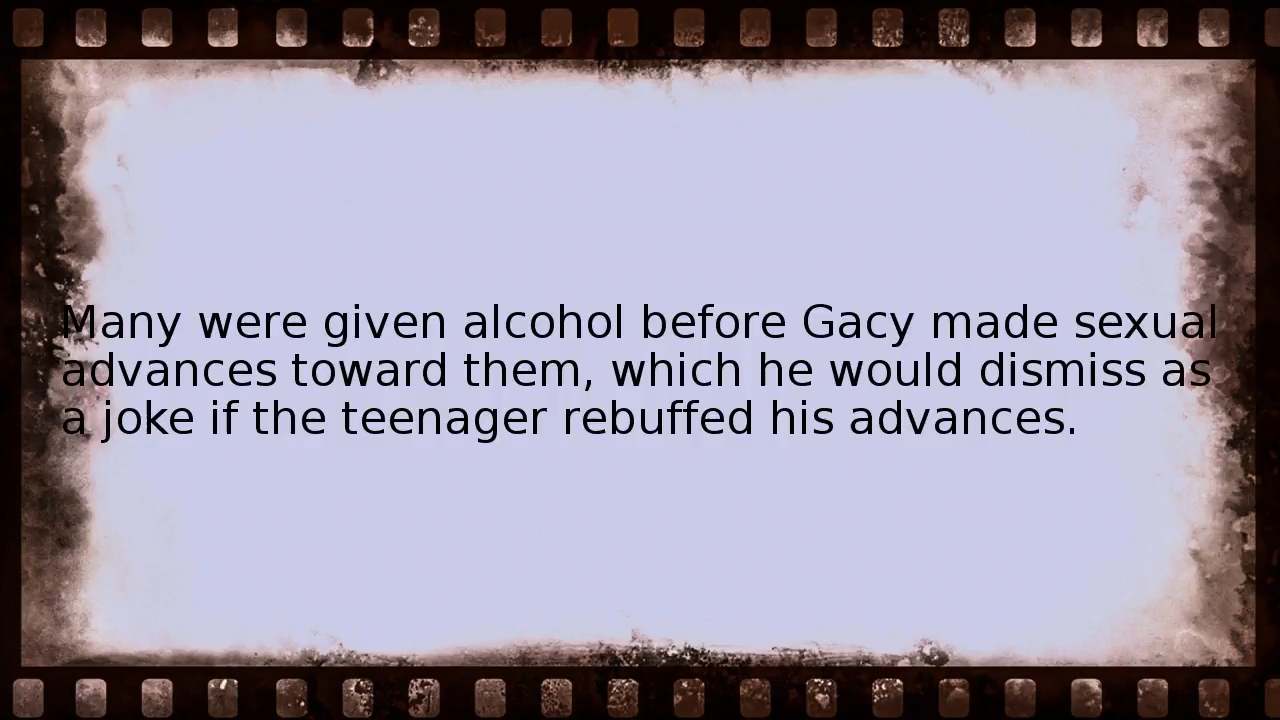 Many were given alcohol before Gacy made sexual
advances toward them, which he would dismiss as
a joke if the teenager rebuffed his advances.